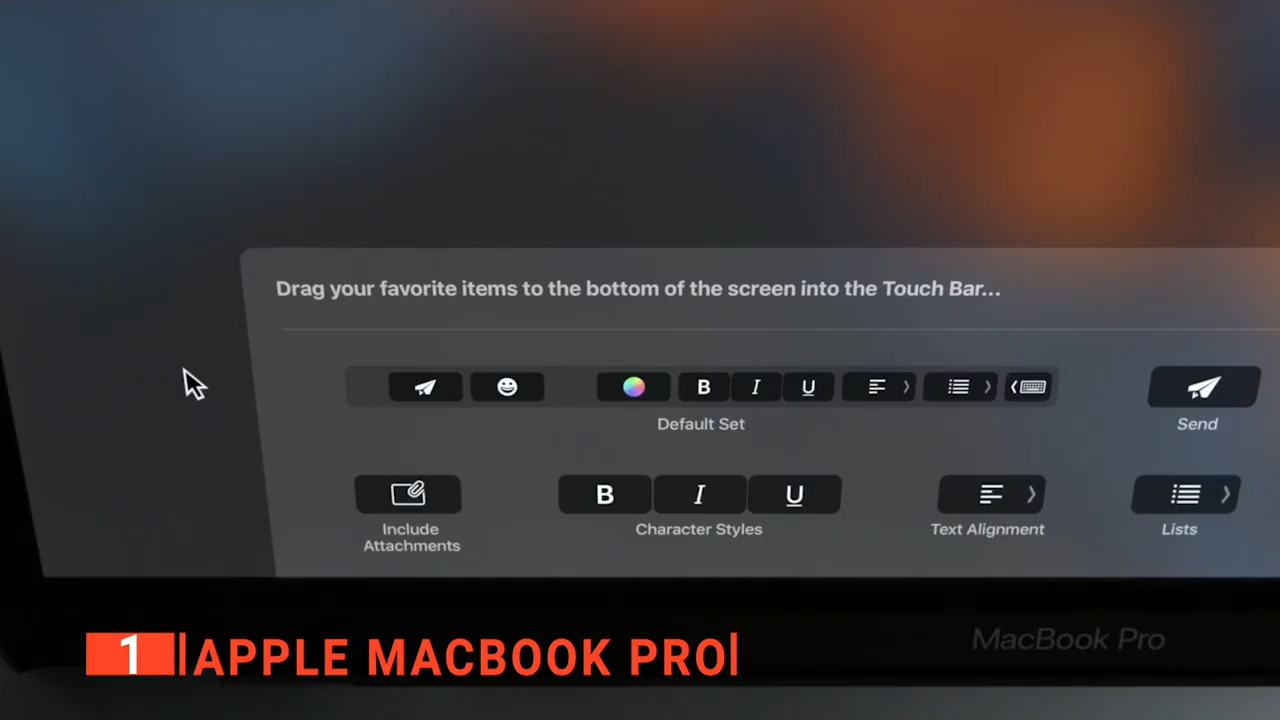 Drag your favorite items to the bottom of the screen into the Touch Bar...
B I U
Default Set
Send
B I U
Include
Attachments
Character Styles
Text Alignment
Lists
MacBook Pro
1 APPLE MACBOOK PRO